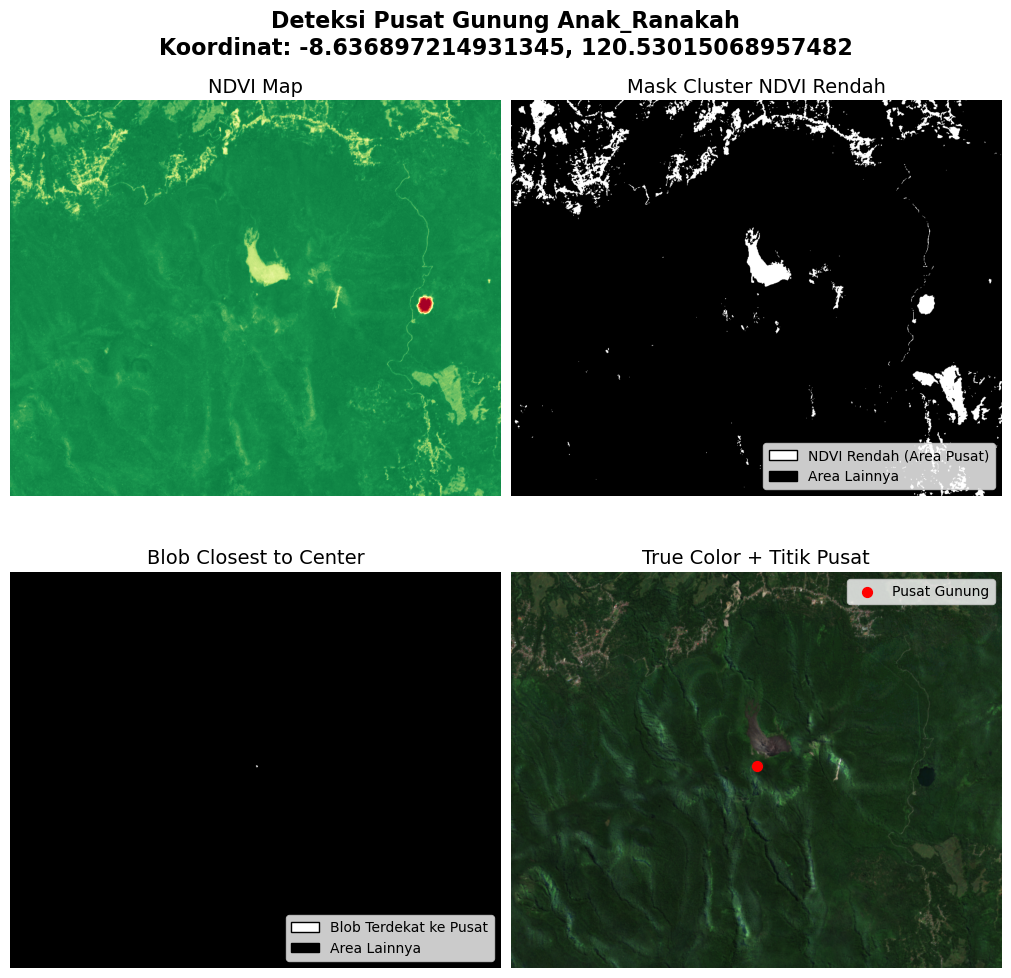 Deteksi Pusat Gunung Anak_Ranakah
Koordinat: -8.636897214931345, 120.53015068957482
NDVI Map
Mask Cluster NDVI Rendah
NDVI Rendah (Area Pusat)
Area Lainnya
Blob Closest to Center
True Color + Titik Pusat
Pusat Gunung
Blob Terdekat ke Pusat
Area Lainnya